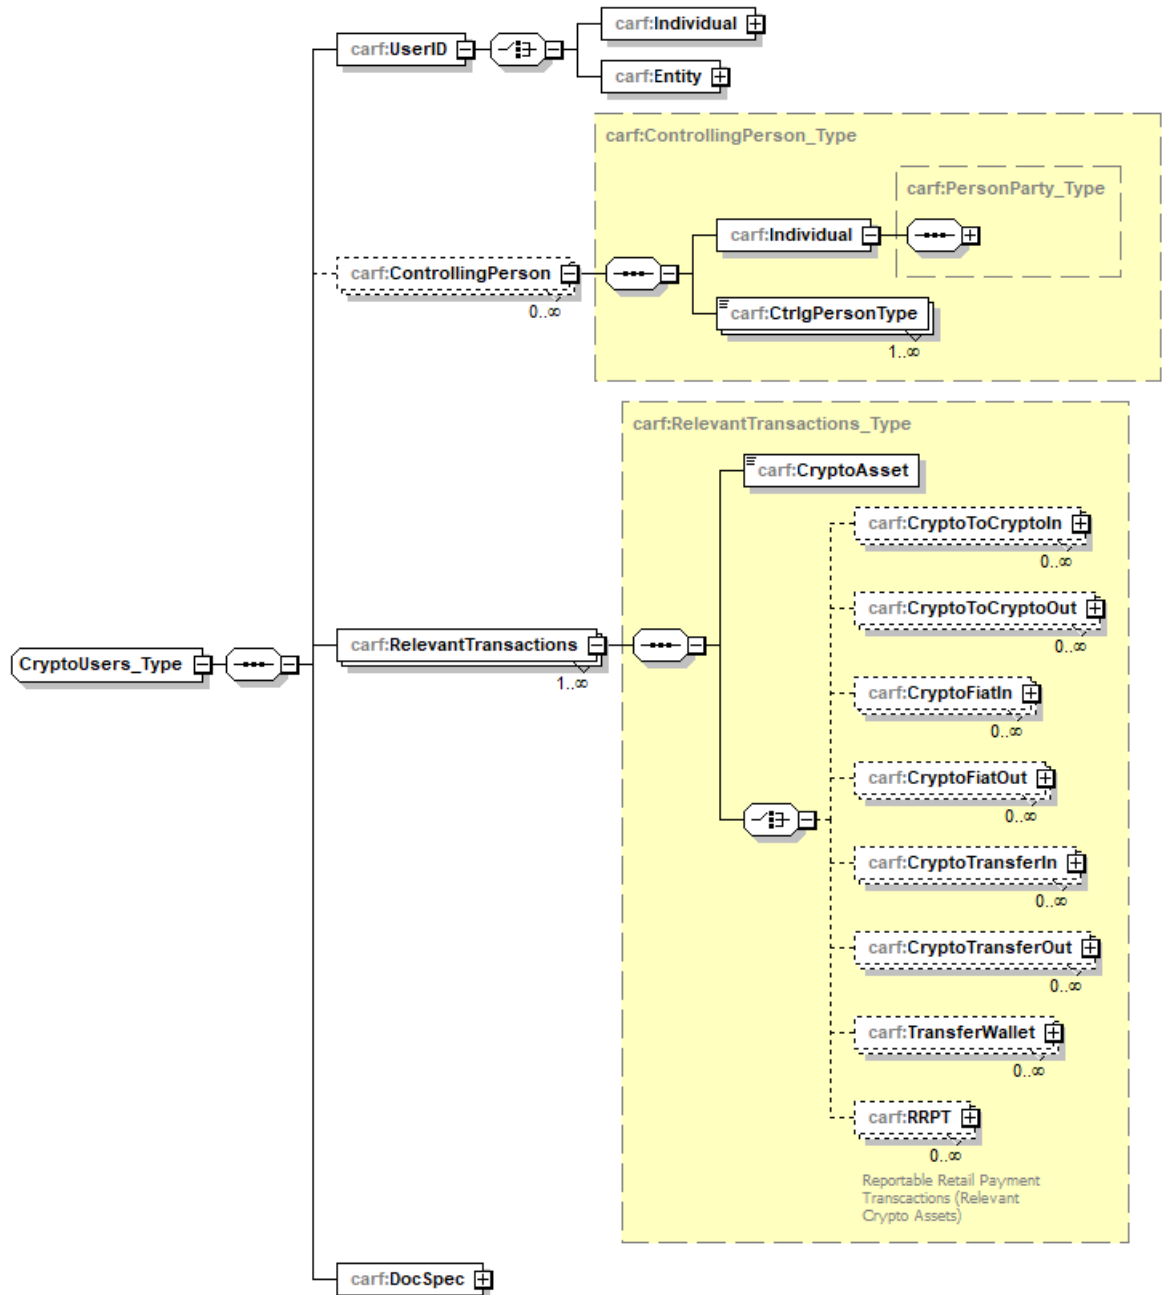 carf:Individual
carf:UserID
carf:Entity
carf:ControllingPerson_Type
carf:PersonParty_Type
carf:Individual
carf:ControllingPerson
0..∞
carf:CtrlgPersonType
1..∞
carf:RelevantTransactions_Type
carf:CryptoAsset
carf:CryptoToCryptoIn
0..∞
carf:CryptoToCryptoOut
0..∞
CryptoUsers_Type
carf:RelevantTransactions
1..∞
carf:CryptoFiatIn
0..∞
carf:CryptoFiatOut
0..∞
carf:CryptoTransferIn
0..∞
carf:CryptoTransferOut
0..∞
carf:TransferWallet
0..∞
carf:RRPT
0..∞
Reportable Retail Payment
Transcactions (Relevant
Crypto Assets)
carf:DocSpec